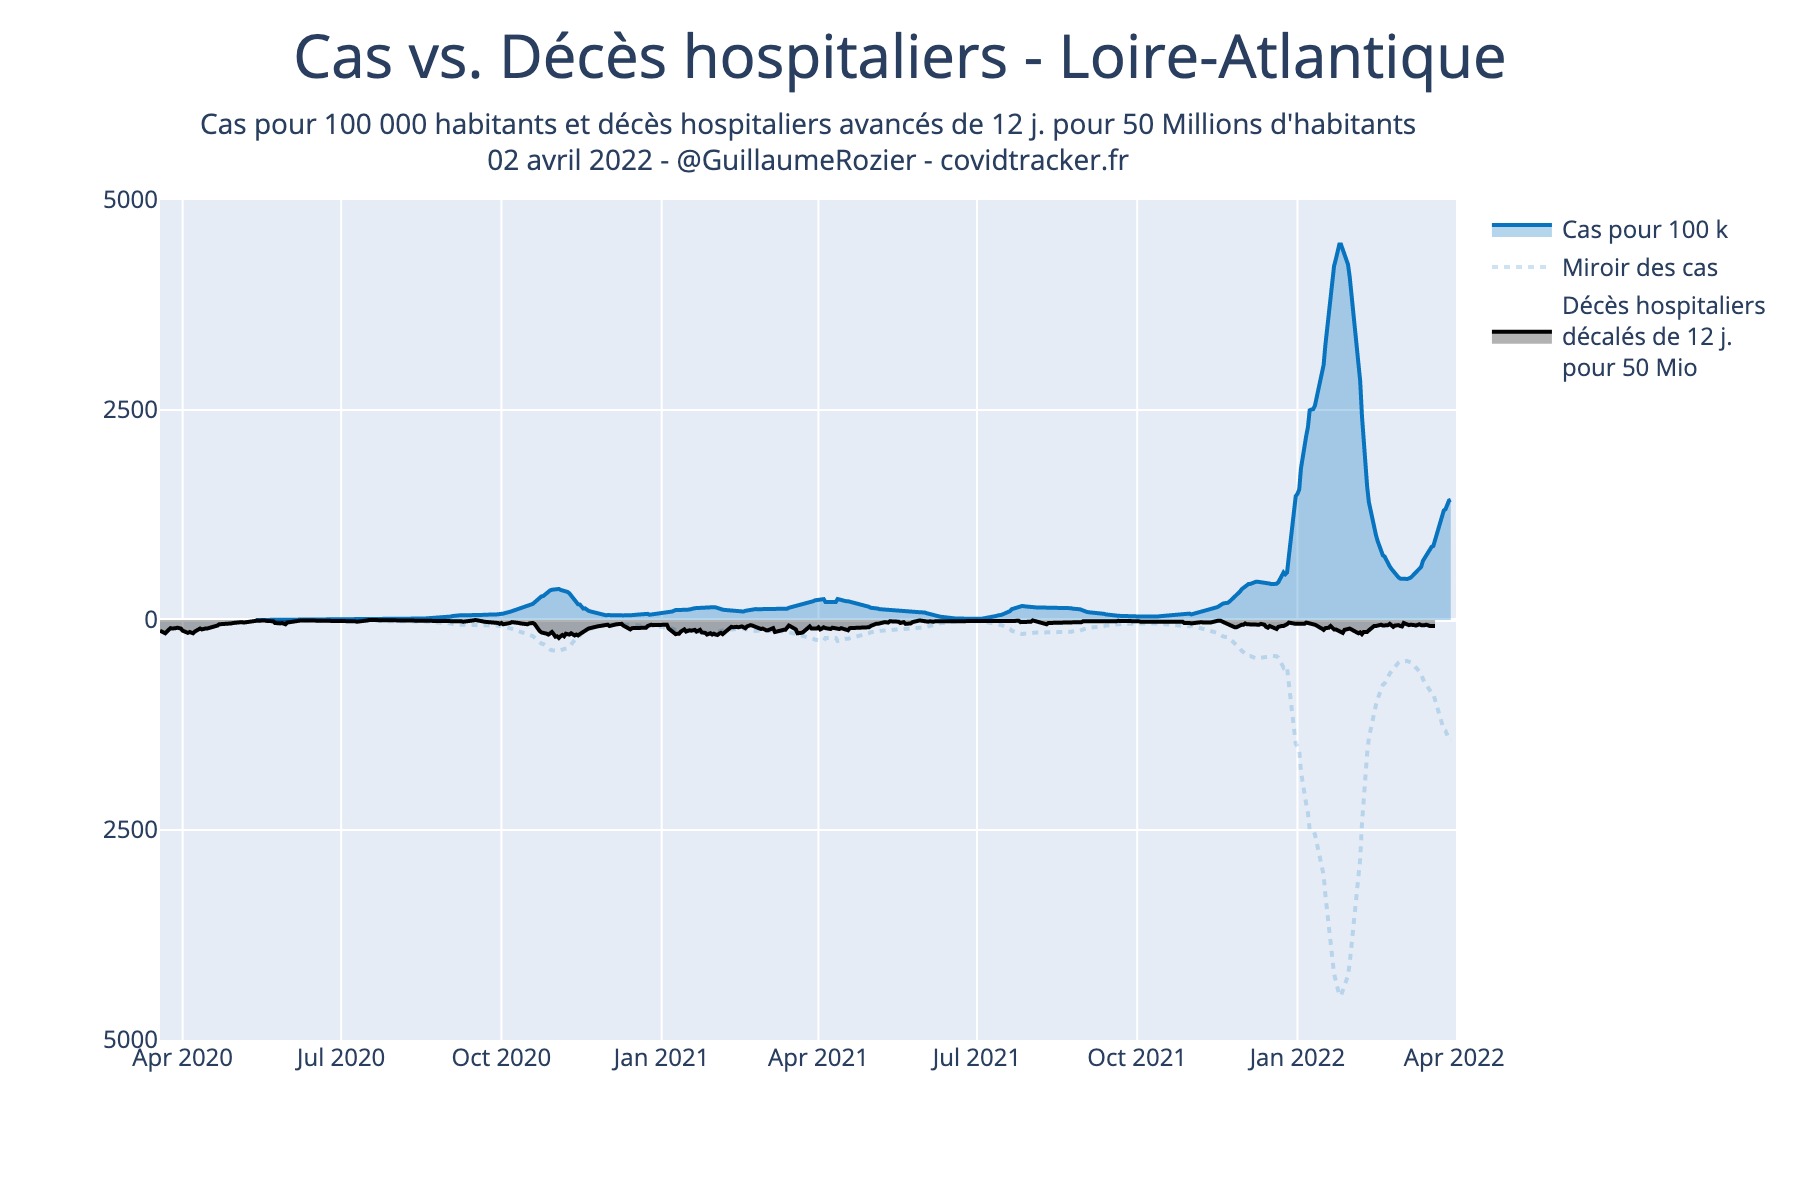 Cas vs. Décès hospitaliers - Loire-Atlantique
Cas pour 100 000 habitants et décès hospitaliers avancés de 12 j. pour 50 Millions d'habitants
02 avril 2022 - @GuillaumeRozier - covidtracker.fr
5000
2500
0
2500
5000
Apr 2020 Jul 2020 Oct 2020 Jan 2021 Apr 2021 Jul 2021 Oct 2021 Jan 2022 Apr 2022
Cas pour 100 k
Miroir des cas
Décès hospitaliers
décalés de 12 j.
pour 50 Mio